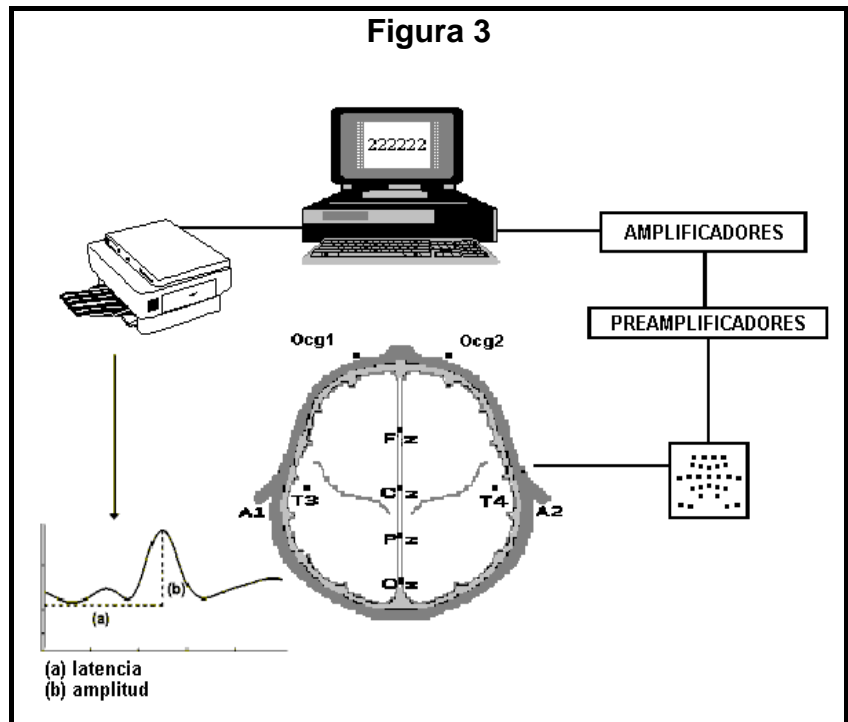 Figura 3
222222
AMPLIFICADORES
PREAMPLIFICADORES
Ocg1 Ocg2
Fz
T3 Cz T4
A1 A2
Pz
Oz
(b)
(a)
(a) latencia
(b) amplitud